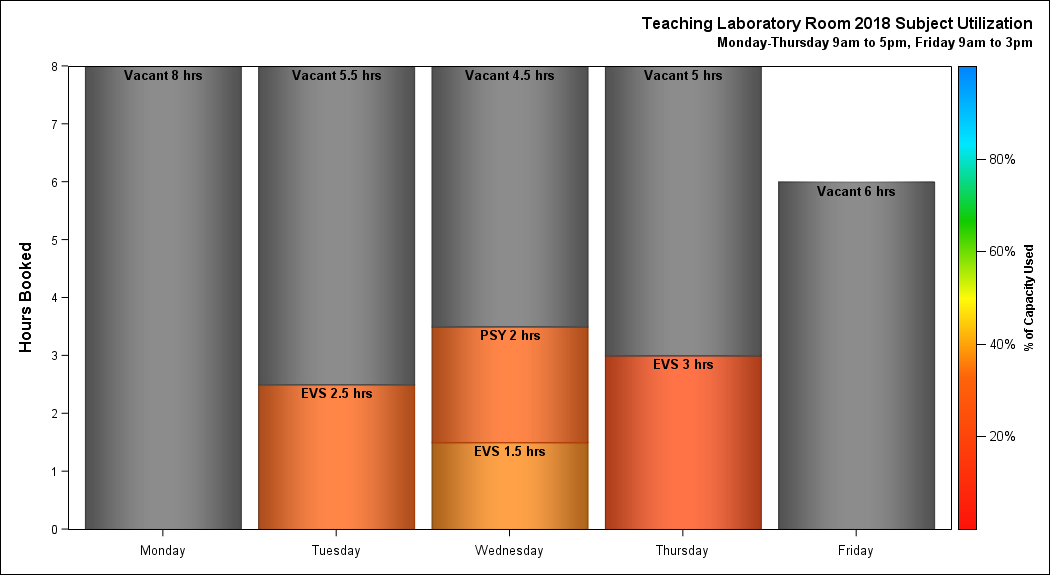 Teaching Laboratory Room 2018 Subject Utilization
Monday-Thursday 9am to 5pm, Friday 9am to 3pm
Hours Booked
8
7
6
5
4
3
2
1
0
Vacant 8 hrs
Vacant 5.5 hrs
EVS 2.5 hrs
Vacant 4.5 hrs
PSY 2 hrs
EVS 1.5 hrs
Vacant 5 hrs
EVS 3 hrs
Vacant 6 hrs
Monday
Tuesday
Wednesday
Thursday
Friday
80%
60%
40%
20%
% of Capacity Used